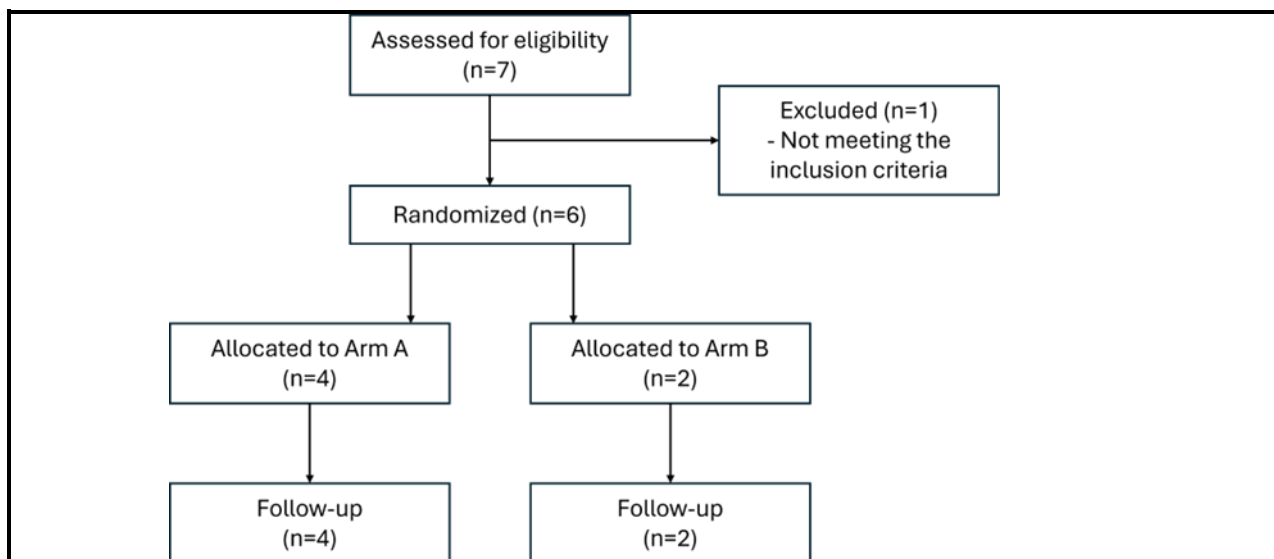 Assessed for eligibility
(n=7)
Excluded (n=1)
- Not meeting the
inclusion criteria
Randomized (n=6)
Allocated to Arm A
(n=4)
Allocated to Arm B
(n=2)
Follow-up
(n=4)
Follow-up
(n=2)